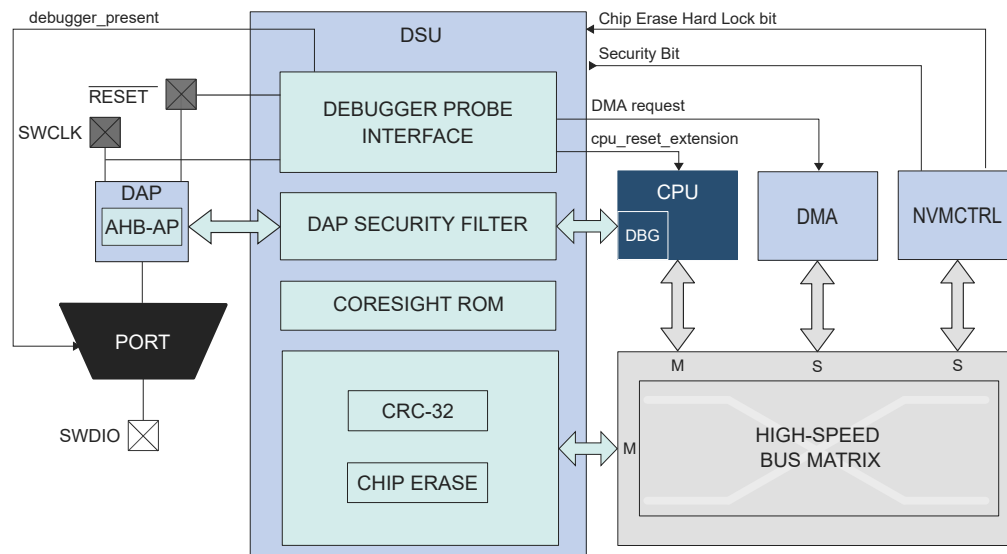 debugger_present
DSU
Chip Erase Hard Lock bit
Security Bit
RESET
SWCLK
DEBUGGER PROBE
INTERFACE
DMA request
cpu_reset_extension
DAP
AHB-AP
DAP SECURITY FILTER
CPU
DBG
DMA
NVMCTRL
CORESIGHT ROM
PORT
M
S
S
CRC-32
CHIP ERASE
M
HIGH-SPEED
BUS MATRIX
SWDIO